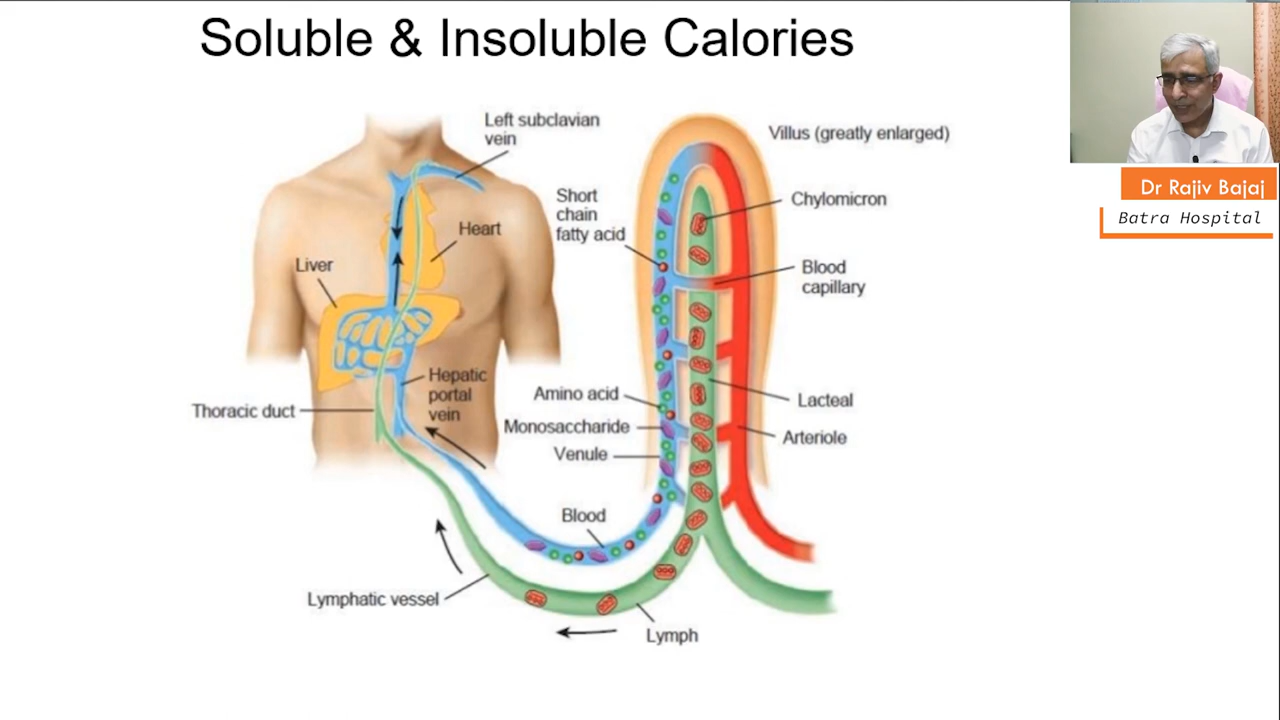 Soluble & Insoluble Calories
Dr Rajiv Bajaj
Batra Hospital
Left subclavian
vein
Heart
Liver
Hepatic
portal
vein
Thoracic duct
Blood
Lymphatic vessel
Lymph
Villus (greatly enlarged)
Short
chain
fatty acid
Chylomicron
Blood
capillary
Amino acid
Monosaccharide
Venule
Lacteal
Arteriole